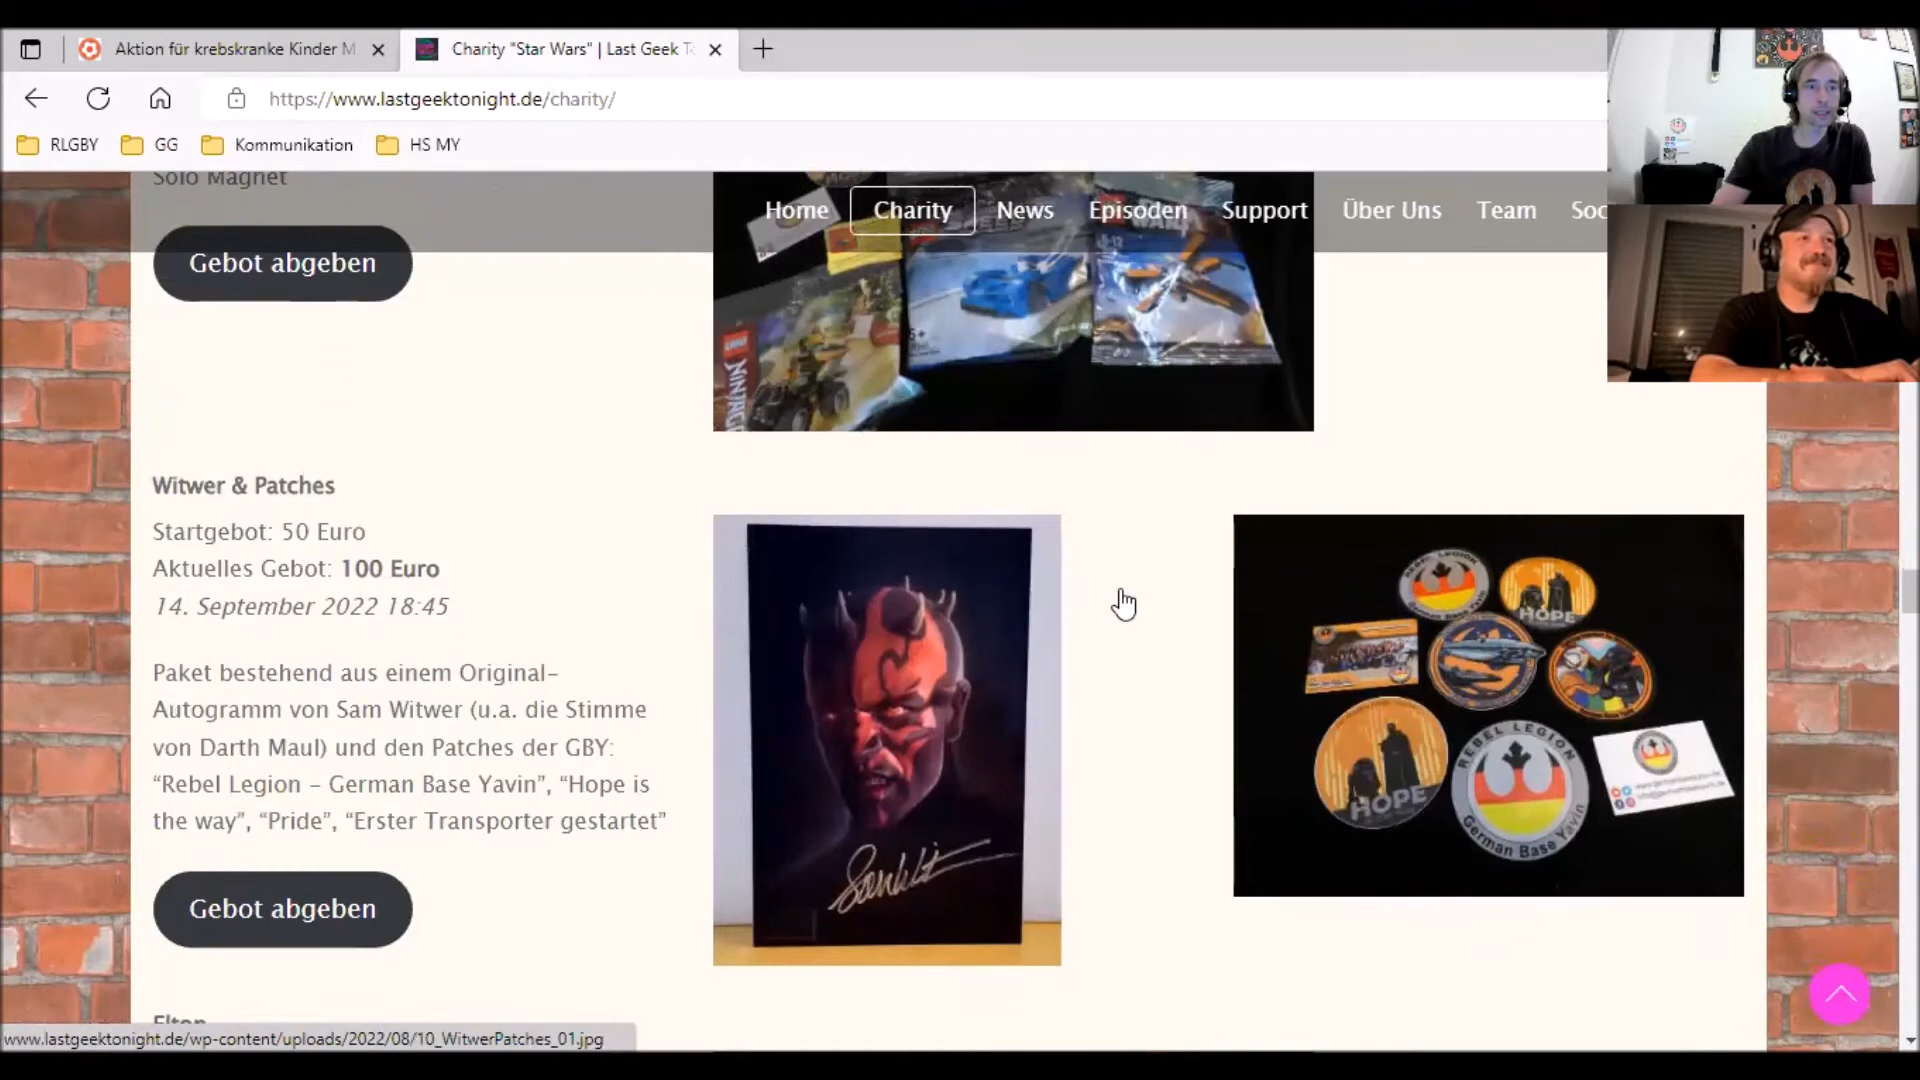 Aktion für krebskranke Kinder M
Charity "Star Wars" | Last Geek T
https://www.lastgeektonight.de/charity/
RLGBY
GG
Kommunikation
HS MY
Solo Magnet
Home
Charity
News
Episoden
Support
Über Uns
Team
Soc
Gebot abgeben
NINJAGO
Witwer & Patches
Startgebot: 50 Euro
Aktuelles Gebot: 100 Euro
14. September 2022 18:45
Paket bestehend aus einem Original-
Autogramm von Sam Witwer (u.a. die Stimme
von Darth Maul) und den Patches der GBY:
“Rebel Legion – German Base Yavin”, “Hope is
the way”, “Pride”, “Erster Transporter gestartet”
Gebot abgeben
REBEL LEGION
HOPE
HOPE
REBEL LEGION
German Base Yavin
Elton
www.lastgeektonight.de/wp-content/uploads/2022/08/10_WitwerPatches_01.jpg